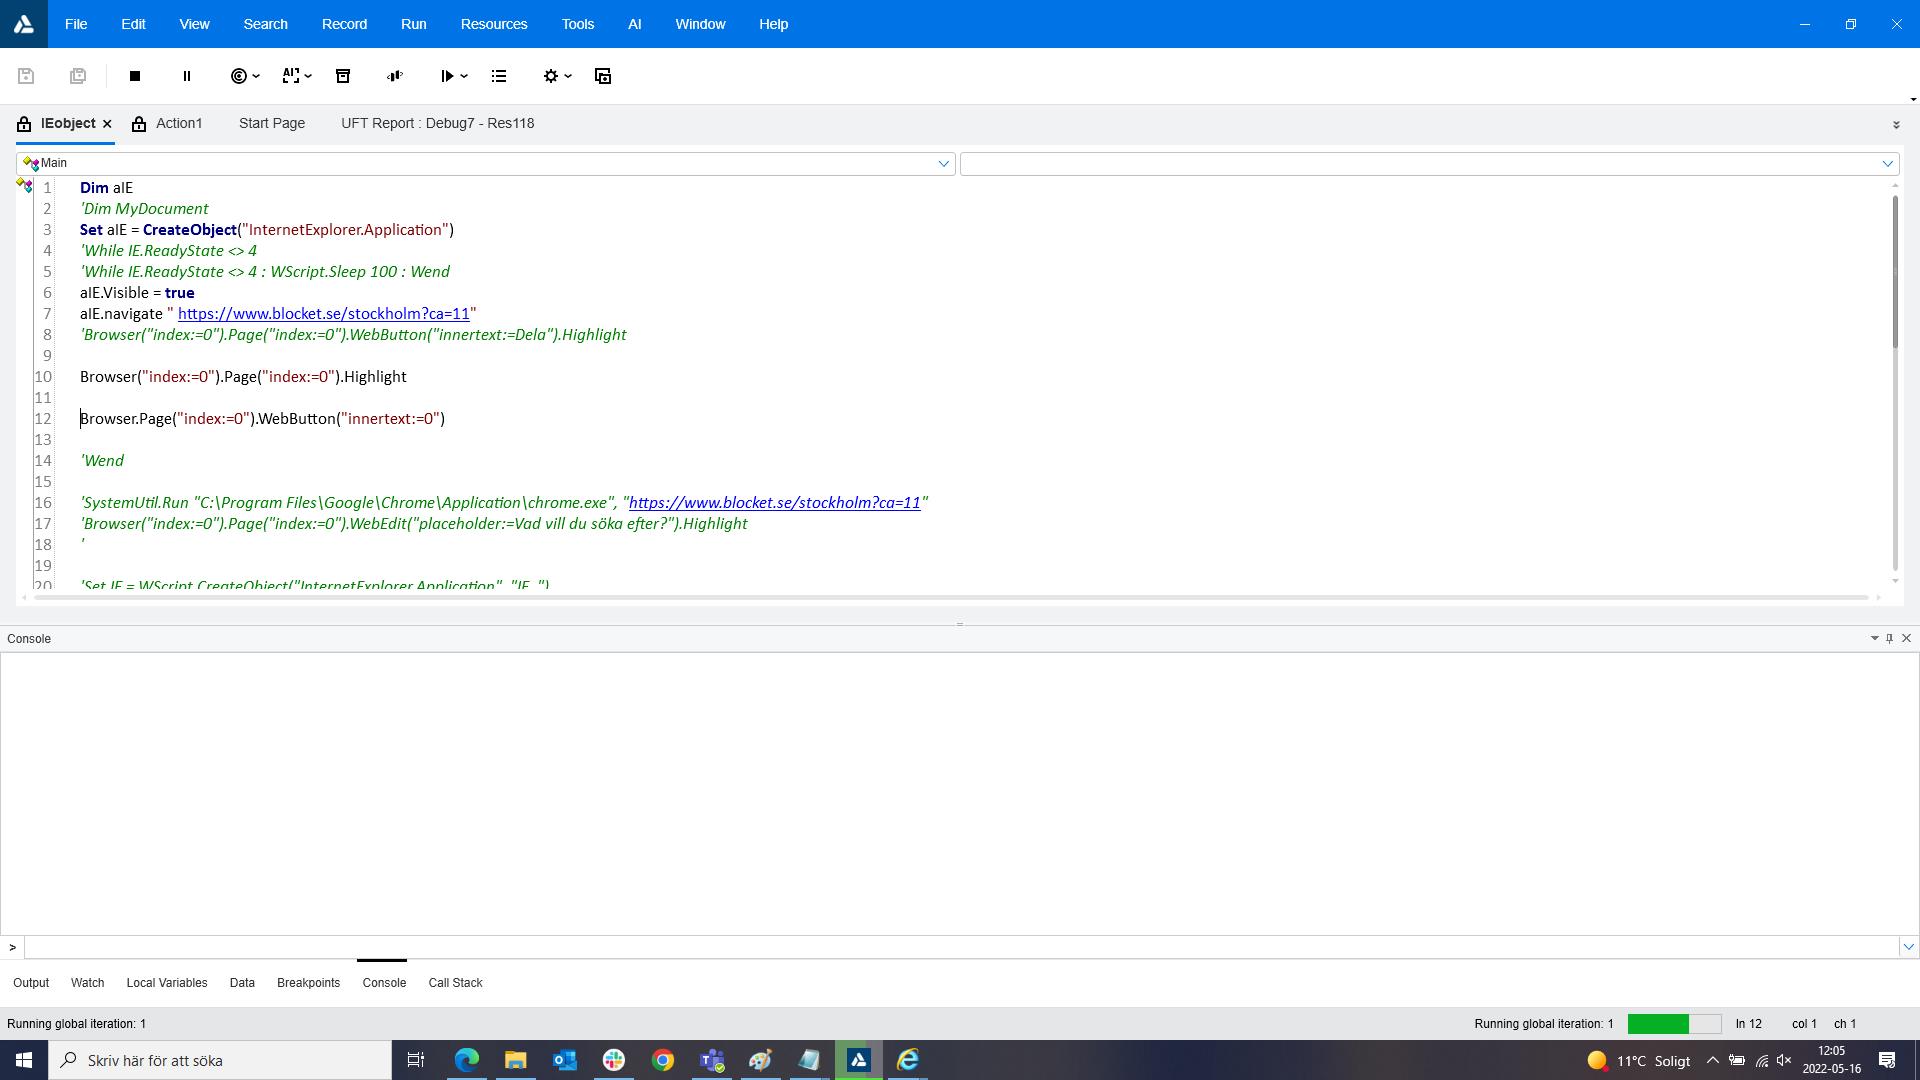 File Edit View Search Record Run Resources Tools AI Window Help
IEobject Action1 Start Page UFT Report : Debug7 - Res118
Main
1 Dim aIE
2 'Dim MyDocument
3 Set aIE = CreateObject("InternetExplorer.Application")
4 'While IE.ReadyState <> 4
5 'While IE.ReadyState <> 4 : WScript.Sleep 100 : Wend
6 aIE.Visible = true
7 aIE.navigate " https://www.blocket.se/stockholm?ca=11"
8 'Browser("index:=0").Page("index:=0").WebButton("innertext:=Dela").Highlight
9
10 Browser("index:=0").Page("index:=0").Highlight
11
12 Browser.Page("index:=0").WebButton("innertext:=0")
13
14 'Wend
15
16 'SystemUtil.Run "C:\Program Files\Google\Chrome\Application\chrome.exe", "https://www.blocket.se/stockholm?ca=11"
17 'Browser("index:=0").Page("index:=0").WebEdit("placeholder:=Vad vill du söka efter?").Highlight
18 '
19
20 'Set IE = WScript.CreateObject("InternetExplorer.Application", "IE_")
Console
>
Output Watch Local Variables Data Breakpoints Console Call Stack
Running global iteration: 1 Running global iteration: 1 ln 12 col 1 ch 1
Skriv här för att söka 11°C Soligt 12:05
2022-05-16